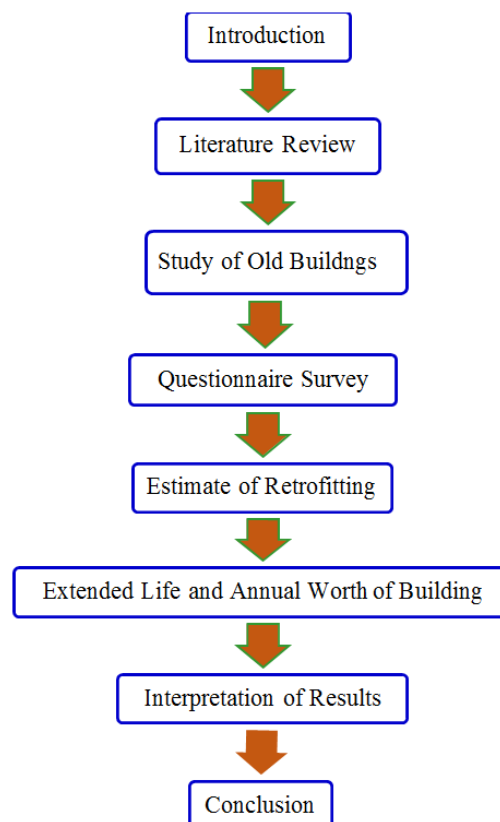 Introduction
Literature Review
Study of Old Buildngs
Questionnaire Survey
Estimate of Retrofitting
Extended Life and Annual Worth of Building
Interpretation of Results
Conclusion